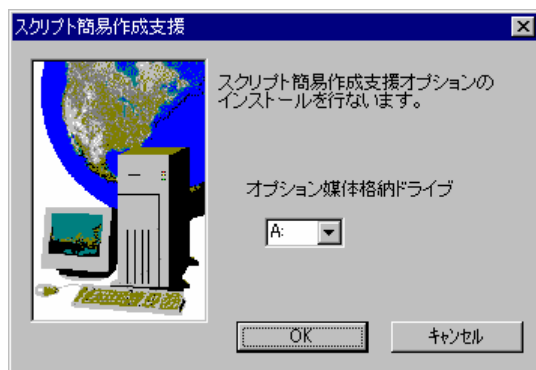 スクリプト簡易作成支援
スクリプト簡易作成支援オプションの
インストールを行ないます。
オプション媒体格納ドライブ
A:
OK
キャンセル